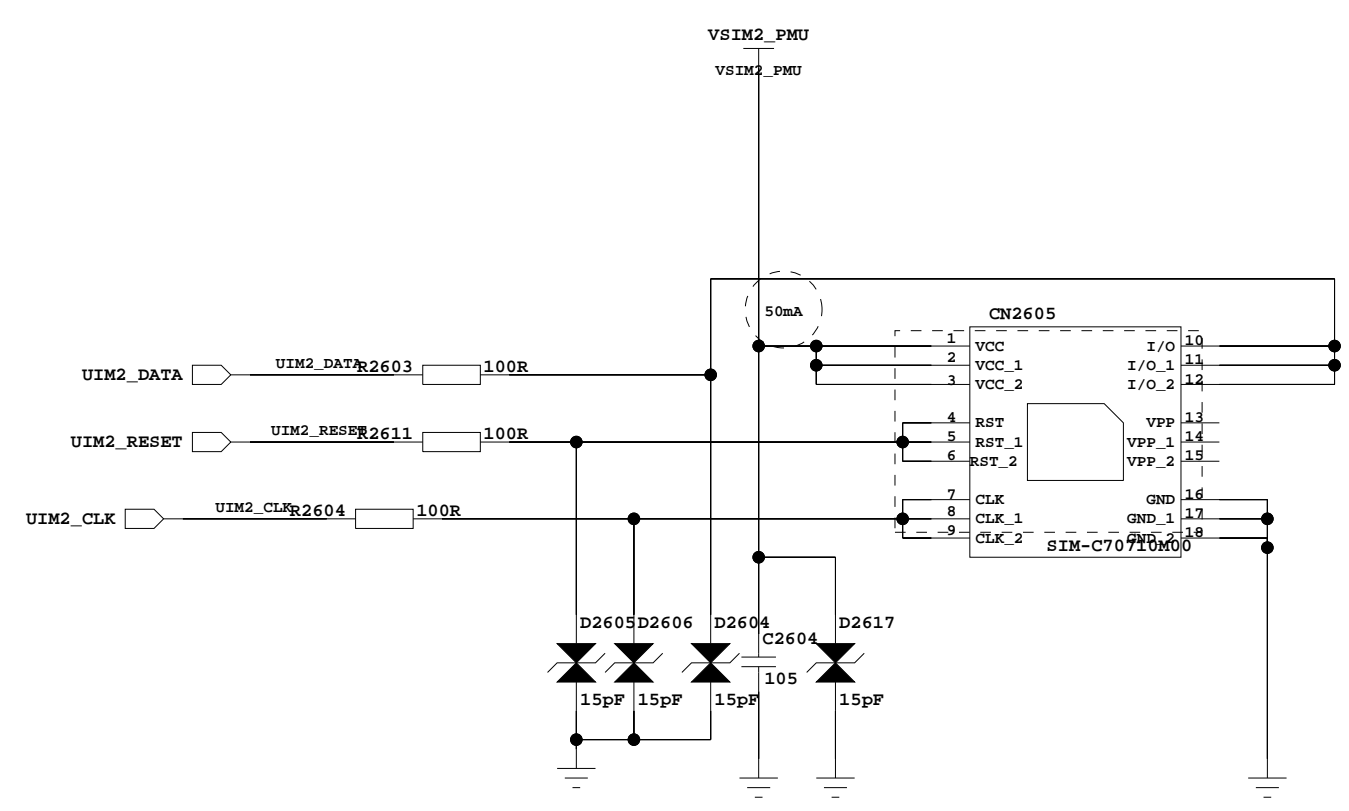 VSIM2_PMU
VSIM2_PMU
50mA
CN2605
1 VCC I/O 10
2 VCC_1 I/O_1 11
3 VCC_2 I/O_2 12
UIM2_DATA UIM2_DATA R2603 100R
4 RST VPP 13
UIM2_RESET UIM2_RESET R2611 100R 5 RST_1 VPP_1 14
6 RST_2 VPP_2 15
7 CLK GND 16
UIM2_CLK UIM2_CLK R2604 100R 8 CLK_1 GND_1 17
9 CLK_2 GND_2 18
SIM-C70710M00
D2605 D2606 D2604 D2617
C2604
105
15pF 15pF 15pF 15pF